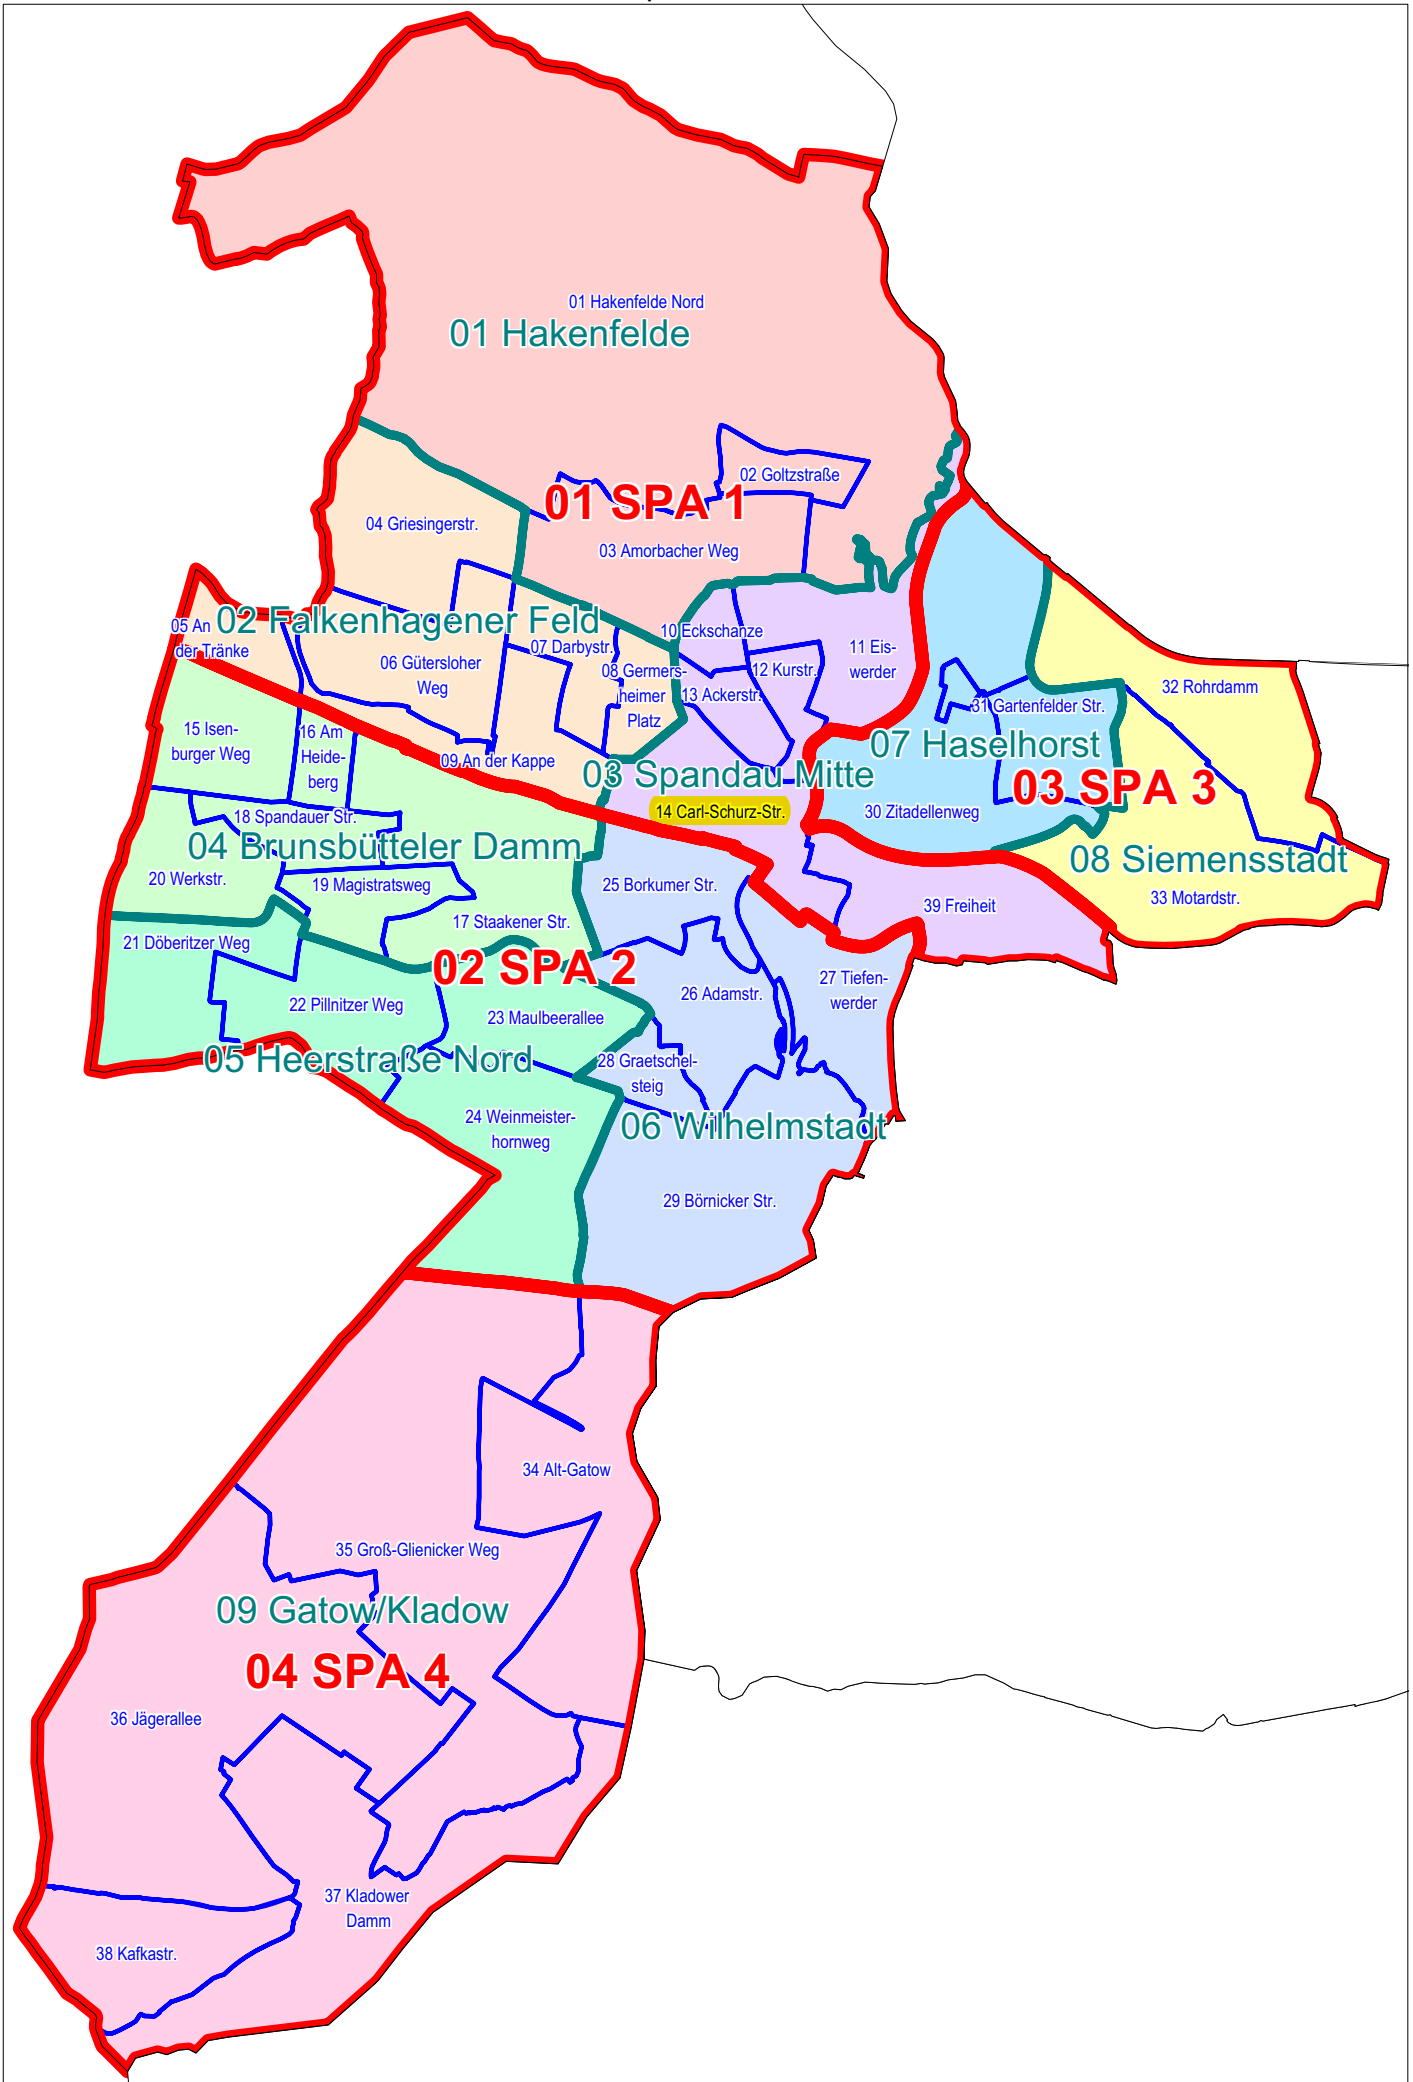 01 Hakenfelde Nord
01 Hakenfelde
02 Goltzstraße
01 SPA 1
04 Griesingerstr.
03 Amorbacher Weg
02 Falkenhagener Feld
05 An
der Tränke
06 Gütersloher
Weg
07 Darbystr.
08 Germers-
heimer
Platz
09 An der Kappe
10 Eckschanze
11 Eis-
werder
12 Kurstr.
13 Ackerstr.
03 Spandau Mitte
14 Carl-Schurz-Str.
32 Rohrdamm
31 Gartenfelder Str.
07 Haselhorst
03 SPA 3
30 Zitadellenweg
08 Siemensstadt
33 Motardstr.
39 Freiheit
15 Isen-
burger Weg
16 Am
Heide-
berg
18 Spandauer Str.
04 Brunsbütteler Damm
20 Werkstr.
19 Magistratsweg
17 Staakener Str.
25 Borkumer Str.
21 Döberitzer Weg
02 SPA 2
22 Pillnitzer Weg
23 Maulbeerallee
26 Adamstr.
27 Tiefen-
werder
05 Heerstraße Nord
28 Graetschel-
steig
24 Weinmeister-
hornweg
06 Wilhelmstadt
29 Börnicker Str.
34 Alt-Gatow
35 Groß-Glienicker Weg
09 Gatow/Kladow
04 SPA 4
36 Jägerallee
37 Kladower
Damm
38 Kafkastr.